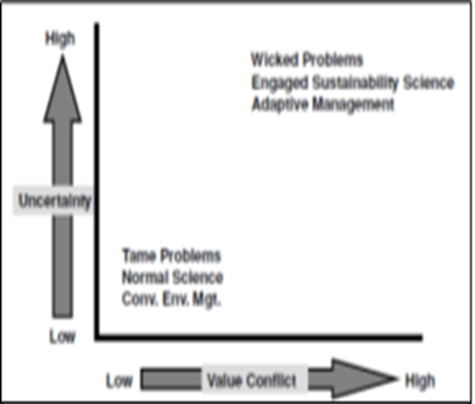 High
Wicked Problems
Engaged Sustainability Science
Adaptive Management
Uncertainty
Tame Problems
Normal Science
Conv. Env. Mgt.
Low
Low Value Conflict High